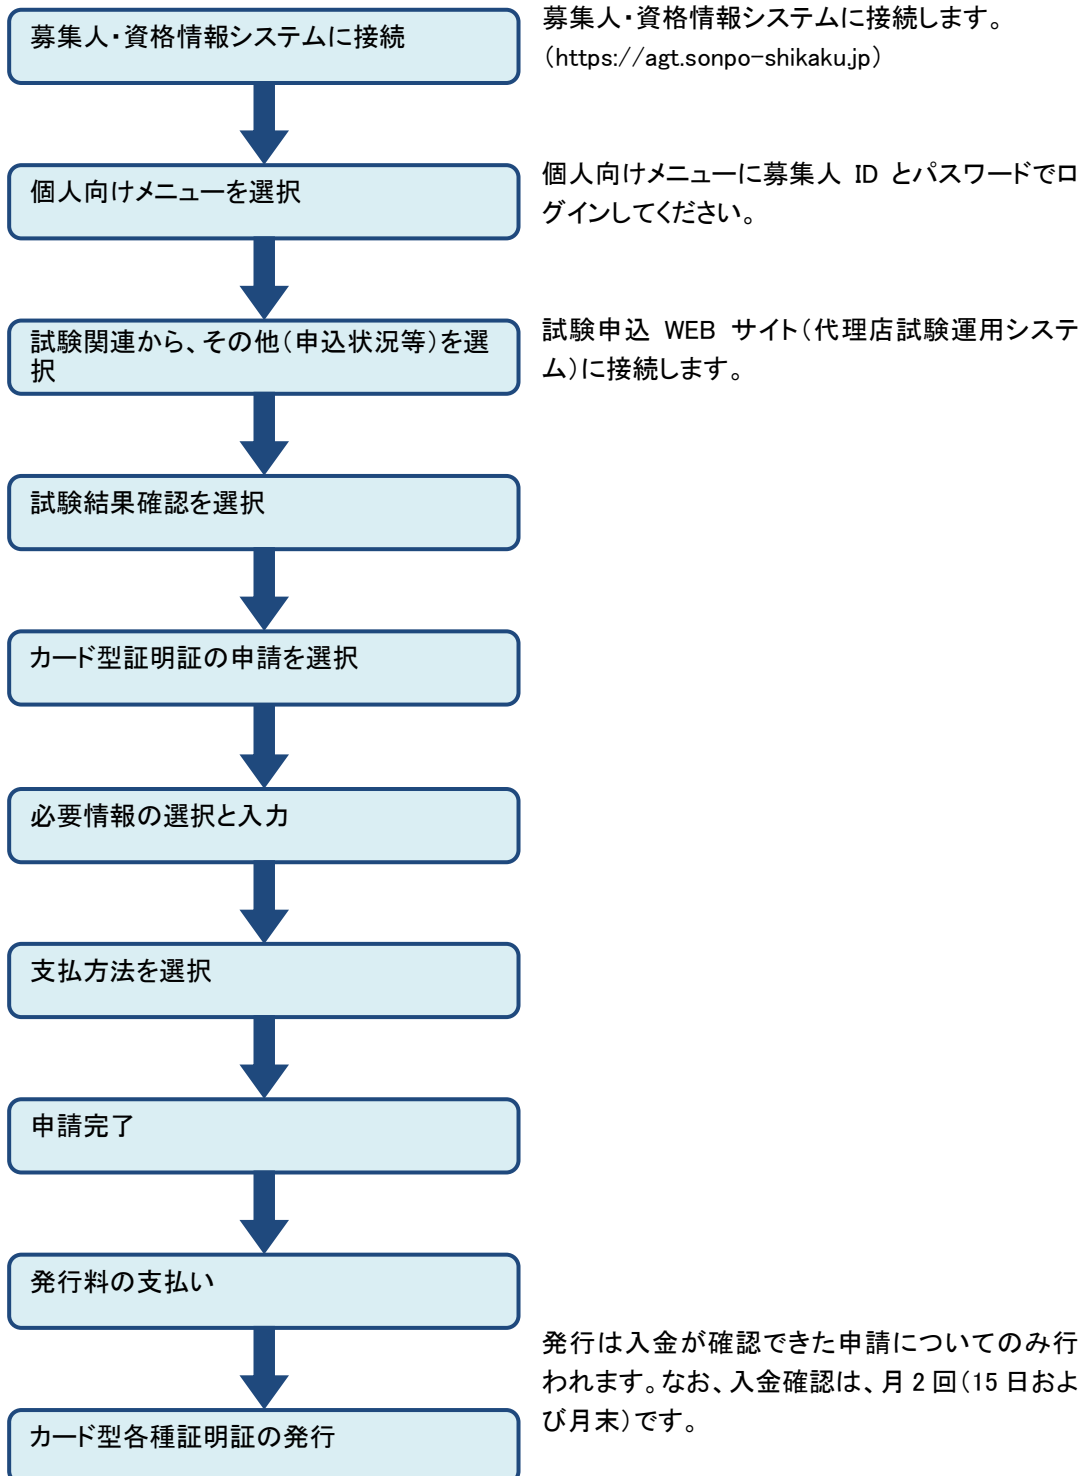 募集人・資格情報システムに接続
募集人・資格情報システムに接続します。
（https://agt.sonpo-shikaku.jp）
個人向けメニューを選択
個人向けメニューに募集人 ID とパスワードでロ
グインしてください。
試験関連から、その他（申込状況等）を選
択
試験申込 WEB サイト（代理店試験運用システ
ム）に接続します。
試験結果確認を選択
カード型証明証の申請を選択
必要情報の選択と入力
支払方法を選択
申請完了
発行料の支払い
発行は入金が確認できた申請についてのみ行
われます。なお、入金確認は、月 2 回（15 日およ
び月末）です。
カード型各種証明証の発行